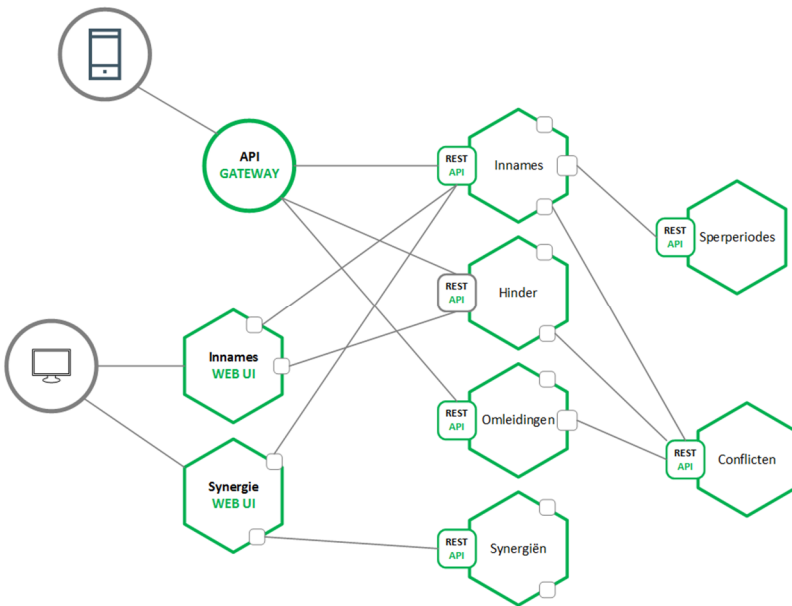 API
GATEWAY
REST
API
Innames
REST
API
Sperperiodes
REST
API
Hinder
Innames
WEB UI
REST
API
Omleidingen
REST
API
Conflicten
Synergie
WEB UI
REST
API
Synergiën